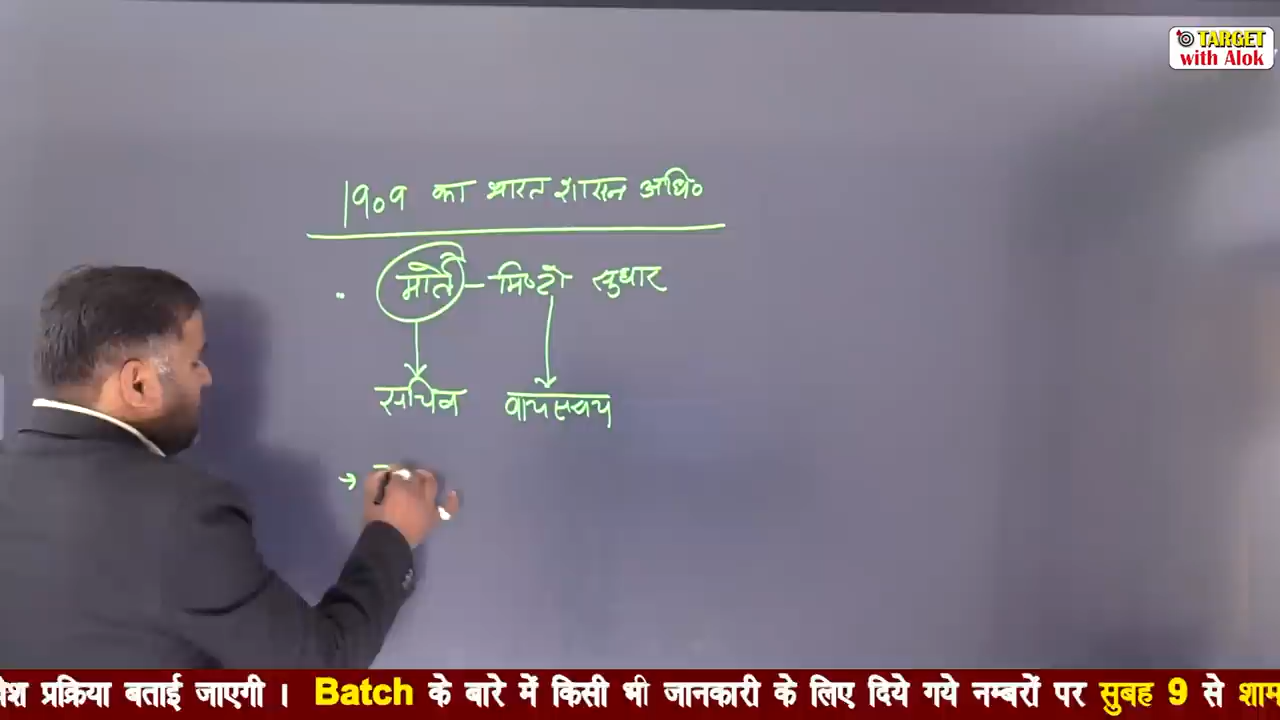 TARGET
with Alok
1909 का भारत शासन अधि०
मार्ले - मिण्टो सुधार
सचिव वायसराय
→
वेश प्रक्रिया बताई जाएगी । Batch के बारे में किसी भी जानकारी के लिए दिये गये नम्बरों पर सुबह 9 से शाम